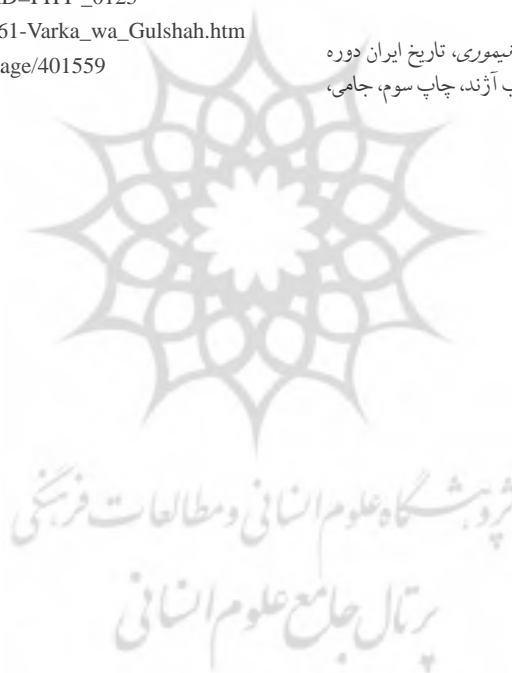 61-Varka_wa_Gulshah.htm
age/401559
تیموری، تاریخ ایران دوره
ب آژند، چاپ سوم، جامی،
پژوهشگاه علوم انسانی و مطالعات فرهنگی
پرتال جامع علوم انسانی